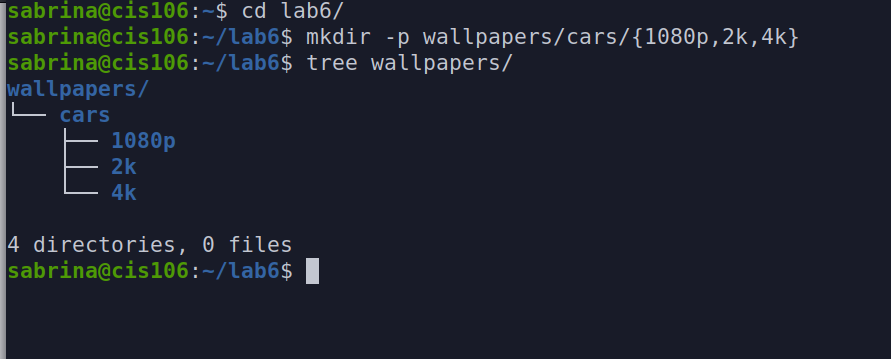 sabrina@cis106:~$ cd lab6/
sabrina@cis106:~/lab6$ mkdir -p wallpapers/cars/{1080p,2k,4k}
sabrina@cis106:~/lab6$ tree wallpapers/
wallpapers/
└── cars
    ├── 1080p
    ├── 2k
    └── 4k

4 directories, 0 files
sabrina@cis106:~/lab6$